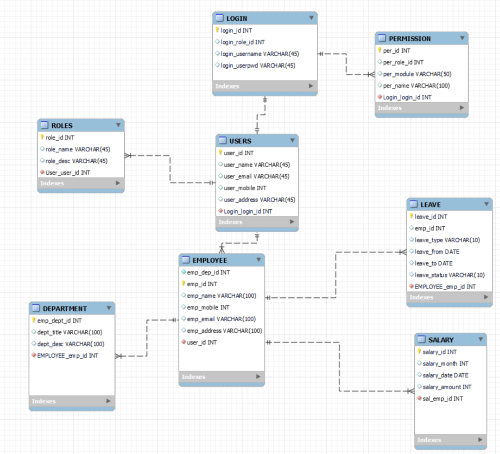 LOGIN
login_id INT
login_role_id INT
login_username VARCHAR(45)
login_userpwd VARCHAR(45)
Indexes
PERMISSION
per_id INT
per_role_id INT
per_module VARCHAR(50)
per_name VARCHAR(100)
Login_login_id INT
Indexes
ROLES
role_id INT
role_name VARCHAR(45)
role_desc VARCHAR(45)
User_user_id INT
Indexes
USERS
user_id INT
user_name VARCHAR(45)
user_email VARCHAR(45)
user_mobile INT
user_address VARCHAR(45)
Login_login_id INT
Indexes
LEAVE
leave_id INT
emp_id INT
leave_type VARCHAR(10)
leave_from DATE
leave_to DATE
leave_status VARCHAR(10)
EMPLOYEE_emp_id INT
Indexes
EMPLOYEE
emp_dep_id INT
emp_id INT
emp_name VARCHAR(100)
emp_mobile INT
emp_email VARCHAR(100)
emp_address VARCHAR(100)
user_id INT
Indexes
DEPARTMENT
emp_dept_id INT
dept_title VARCHAR(100)
dept_desc VARCHAR(100)
EMPLOYEE_emp_id INT
Indexes
SALARY
salary_id INT
salary_month INT
salary_date DATE
salary_amount INT
sal_emp_id INT
Indexes